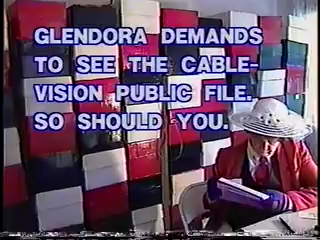 GLENDORA DEMANDS
TO SEE THE CABLE-
VISION PUBLIC FILE.
SO SHOULD YOU.